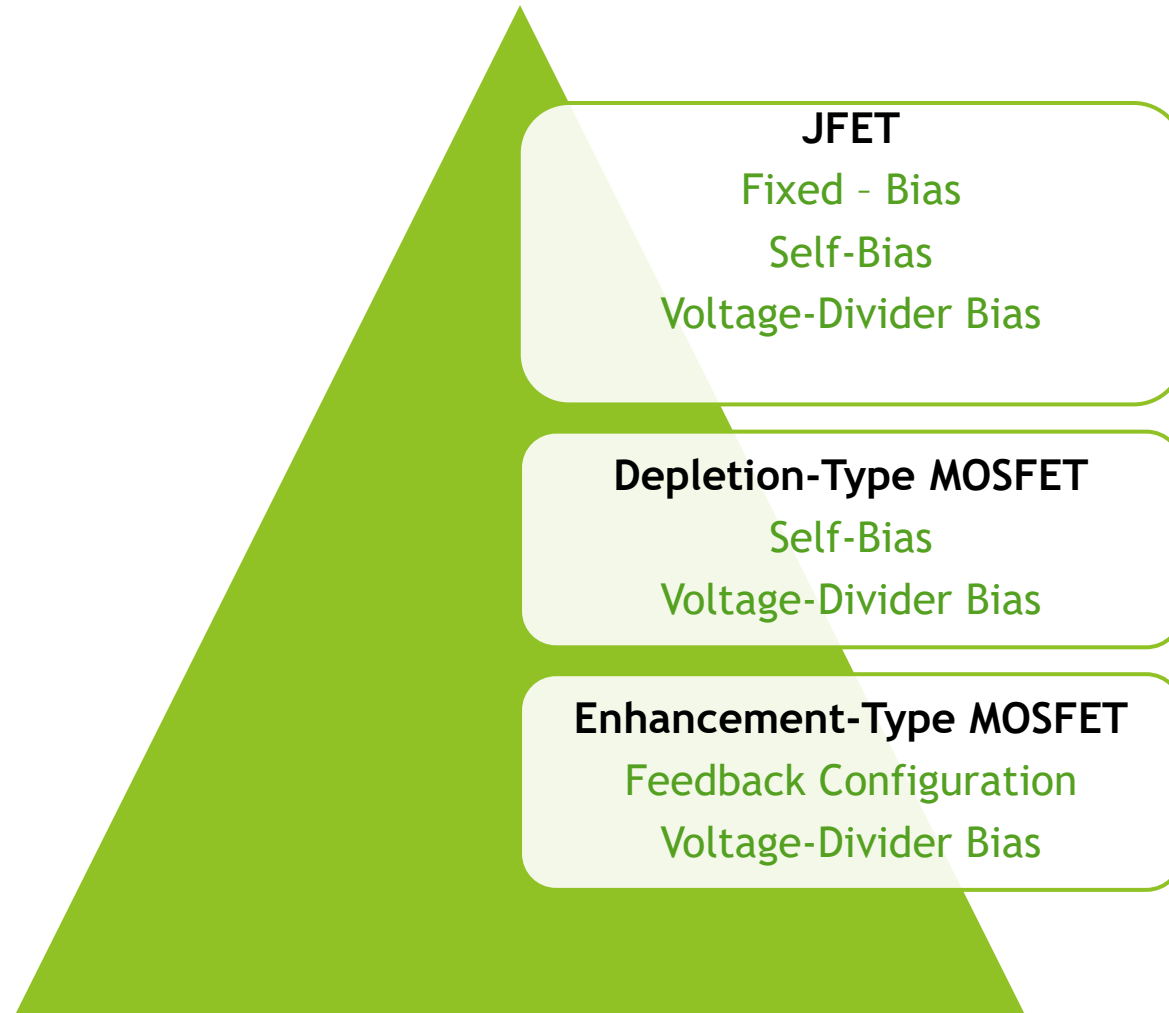 JFET
Fixed – Bias
Self-Bias
Voltage-Divider Bias
Depletion-Type MOSFET
Self-Bias
Voltage-Divider Bias
Enhancement-Type MOSFET
Feedback Configuration
Voltage-Divider Bias